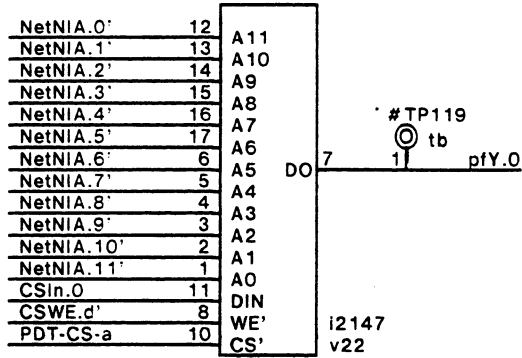 NetNIA.0' 12 A11
NetNIA.1' 13 A10
NetNIA.2' 14 A9
NetNIA.3' 15 A8
NetNIA.4' 16 A7
NetNIA.5' 17 A6
NetNIA.6' 6 A5 DO 7 1 pfY.0
#TP119
tb
NetNIA.7' 5 A4
NetNIA.8' 4 A3
NetNIA.9' 3 A2
NetNIA.10' 2 A1
NetNIA.11' 1 A0
CSIn.0 11 DIN
CSWE.d' 8 WE' i2147
PDT-CS-a 10 CS' v22